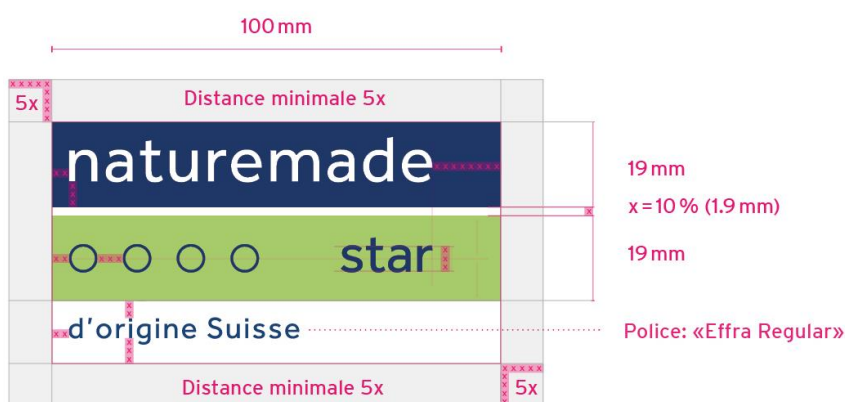 100 mm
x x x x x
5x
Distance minimale 5x
naturemade
19 mm
x = 10 % (1.9 mm)
star
19 mm
d'origine Suisse
Police: «Effra Regular»
Distance minimale 5x
x x x x x
5x